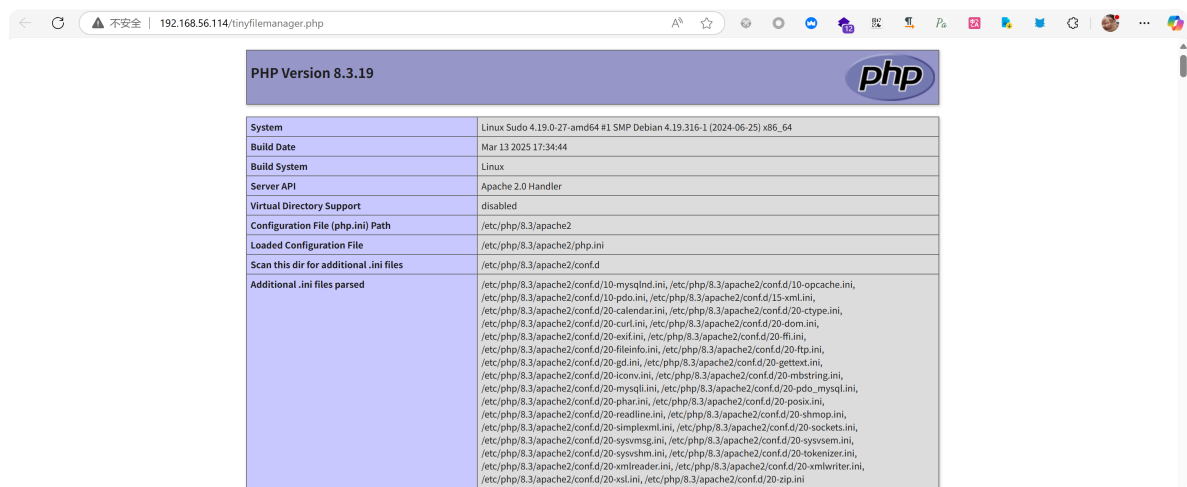 不安全 192.168.56.114/tinyfilemanager.php
12
PHP Version 8.3.19
php
System Linux Sudo 4.19.0-27-amd64 #1 SMP Debian 4.19.316-1 (2024-06-25) x86_64
Build Date Mar 13 2025 17:34:44
Build System Linux
Server API Apache 2.0 Handler
Virtual Directory Support disabled
Configuration File (php.ini) Path /etc/php/8.3/apache2
Loaded Configuration File /etc/php/8.3/apache2/php.ini
Scan this dir for additional .ini files /etc/php/8.3/apache2/conf.d
Additional .ini files parsed /etc/php/8.3/apache2/conf.d/10-mysqlnd.ini, /etc/php/8.3/apache2/conf.d/10-opcache.ini,
/etc/php/8.3/apache2/conf.d/10-pdo.ini, /etc/php/8.3/apache2/conf.d/15-xml.ini,
/etc/php/8.3/apache2/conf.d/20-calendar.ini, /etc/php/8.3/apache2/conf.d/20-ctype.ini,
/etc/php/8.3/apache2/conf.d/20-curl.ini, /etc/php/8.3/apache2/conf.d/20-dom.ini,
/etc/php/8.3/apache2/conf.d/20-exif.ini, /etc/php/8.3/apache2/conf.d/20-ffi.ini,
/etc/php/8.3/apache2/conf.d/20-fileinfo.ini, /etc/php/8.3/apache2/conf.d/20-ftp.ini,
/etc/php/8.3/apache2/conf.d/20-gd.ini, /etc/php/8.3/apache2/conf.d/20-gettext.ini,
/etc/php/8.3/apache2/conf.d/20-iconv.ini, /etc/php/8.3/apache2/conf.d/20-mbstring.ini,
/etc/php/8.3/apache2/conf.d/20-mysqli.ini, /etc/php/8.3/apache2/conf.d/20-pdo_mysql.ini,
/etc/php/8.3/apache2/conf.d/20-phar.ini, /etc/php/8.3/apache2/conf.d/20-posix.ini,
/etc/php/8.3/apache2/conf.d/20-readline.ini, /etc/php/8.3/apache2/conf.d/20-shmop.ini,
/etc/php/8.3/apache2/conf.d/20-simplexml.ini, /etc/php/8.3/apache2/conf.d/20-sockets.ini,
/etc/php/8.3/apache2/conf.d/20-sysvmsg.ini, /etc/php/8.3/apache2/conf.d/20-sysvsem.ini,
/etc/php/8.3/apache2/conf.d/20-sysvshm.ini, /etc/php/8.3/apache2/conf.d/20-tokenizer.ini,
/etc/php/8.3/apache2/conf.d/20-xmlreader.ini, /etc/php/8.3/apache2/conf.d/20-xmlwriter.ini,
/etc/php/8.3/apache2/conf.d/20-xsl.ini, /etc/php/8.3/apache2/conf.d/20-zip.ini